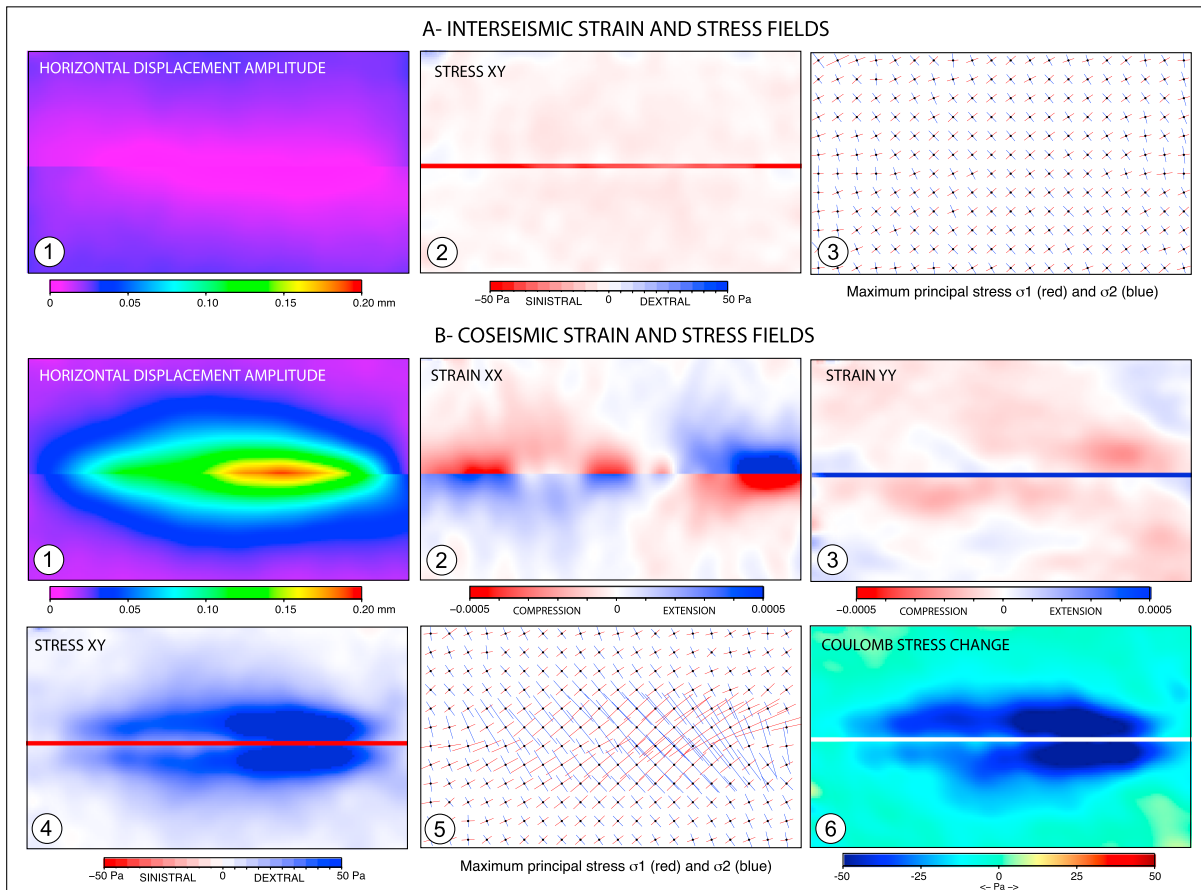 A- INTERSEISMIC STRAIN AND STRESS FIELDS
HORIZONTAL DISPLACEMENT AMPLITUDE
STRESS XY
1
2
3
0 0.05 0.10 0.15 0.20 mm
−50 Pa SINISTRAL 0 DEXTRAL 50 Pa
Maximum principal stress σ1 (red) and σ2 (blue)
B- COSEISMIC STRAIN AND STRESS FIELDS
HORIZONTAL DISPLACEMENT AMPLITUDE
STRAIN XX
STRAIN YY
1
2
3
0 0.05 0.10 0.15 0.20 mm
−0.0005 COMPRESSION 0 EXTENSION 0.0005
−0.0005 COMPRESSION 0 EXTENSION 0.0005
STRESS XY
COULOMB STRESS CHANGE
4
5
6
−50 Pa SINISTRAL 0 DEXTRAL 50 Pa
Maximum principal stress σ1 (red) and σ2 (blue)
-50 -25 0 25 50
<- Pa ->